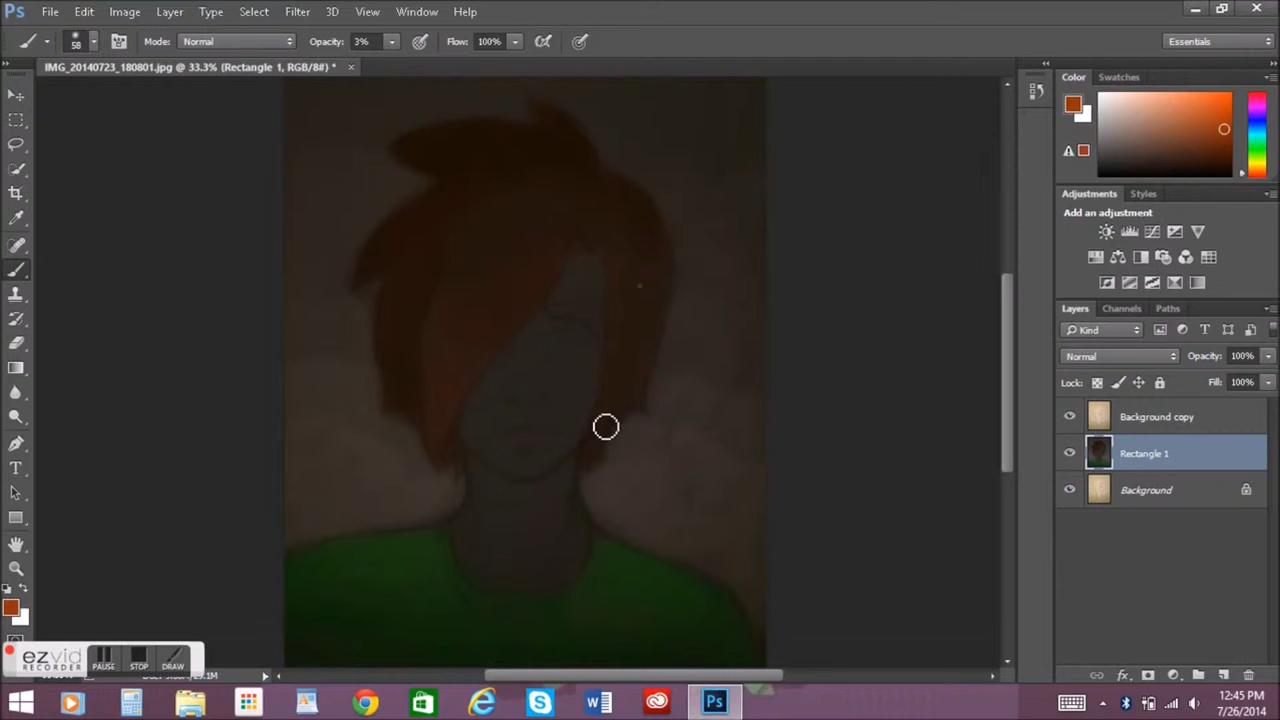 Ps File Edit Image Layer Type Select Filter 3D View Window Help
58 Mode: Normal Opacity: 3% Flow: 100% Essentials
IMG_20140723_180801.jpg @ 33.3% (Rectangle 1, RGB/8#) *
Color Swatches
Adjustments Styles
Add an adjustment
Layers Channels Paths
Kind
Normal Opacity: 100%
Lock: Fill: 100%
Background copy
Rectangle 1
Background
ezvid
RECORDER
PAUSE STOP DRAW
Ps
12:45 PM
7/26/2014